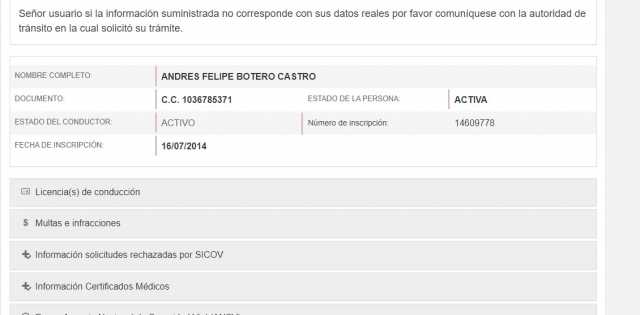 Señor usuario si la información suministrada no corresponde con sus datos reales por favor comuníquese con la autoridad de
tránsito en la cual solicitó su trámite.
NOMBRE COMPLETO: ANDRES FELIPE BOTERO CASTRO
DOCUMENTO: C.C. 1036785371 ESTADO DE LA PERSONA: ACTIVA
ESTADO DEL CONDUCTOR: ACTIVO Número de inscripción: 14609778
FECHA DE INSCRIPCIÓN: 16/07/2014
Licencia(s) de conducción
$ Multas e infracciones
Información solicitudes rechazadas por SICOV
Información Certificados Médicos